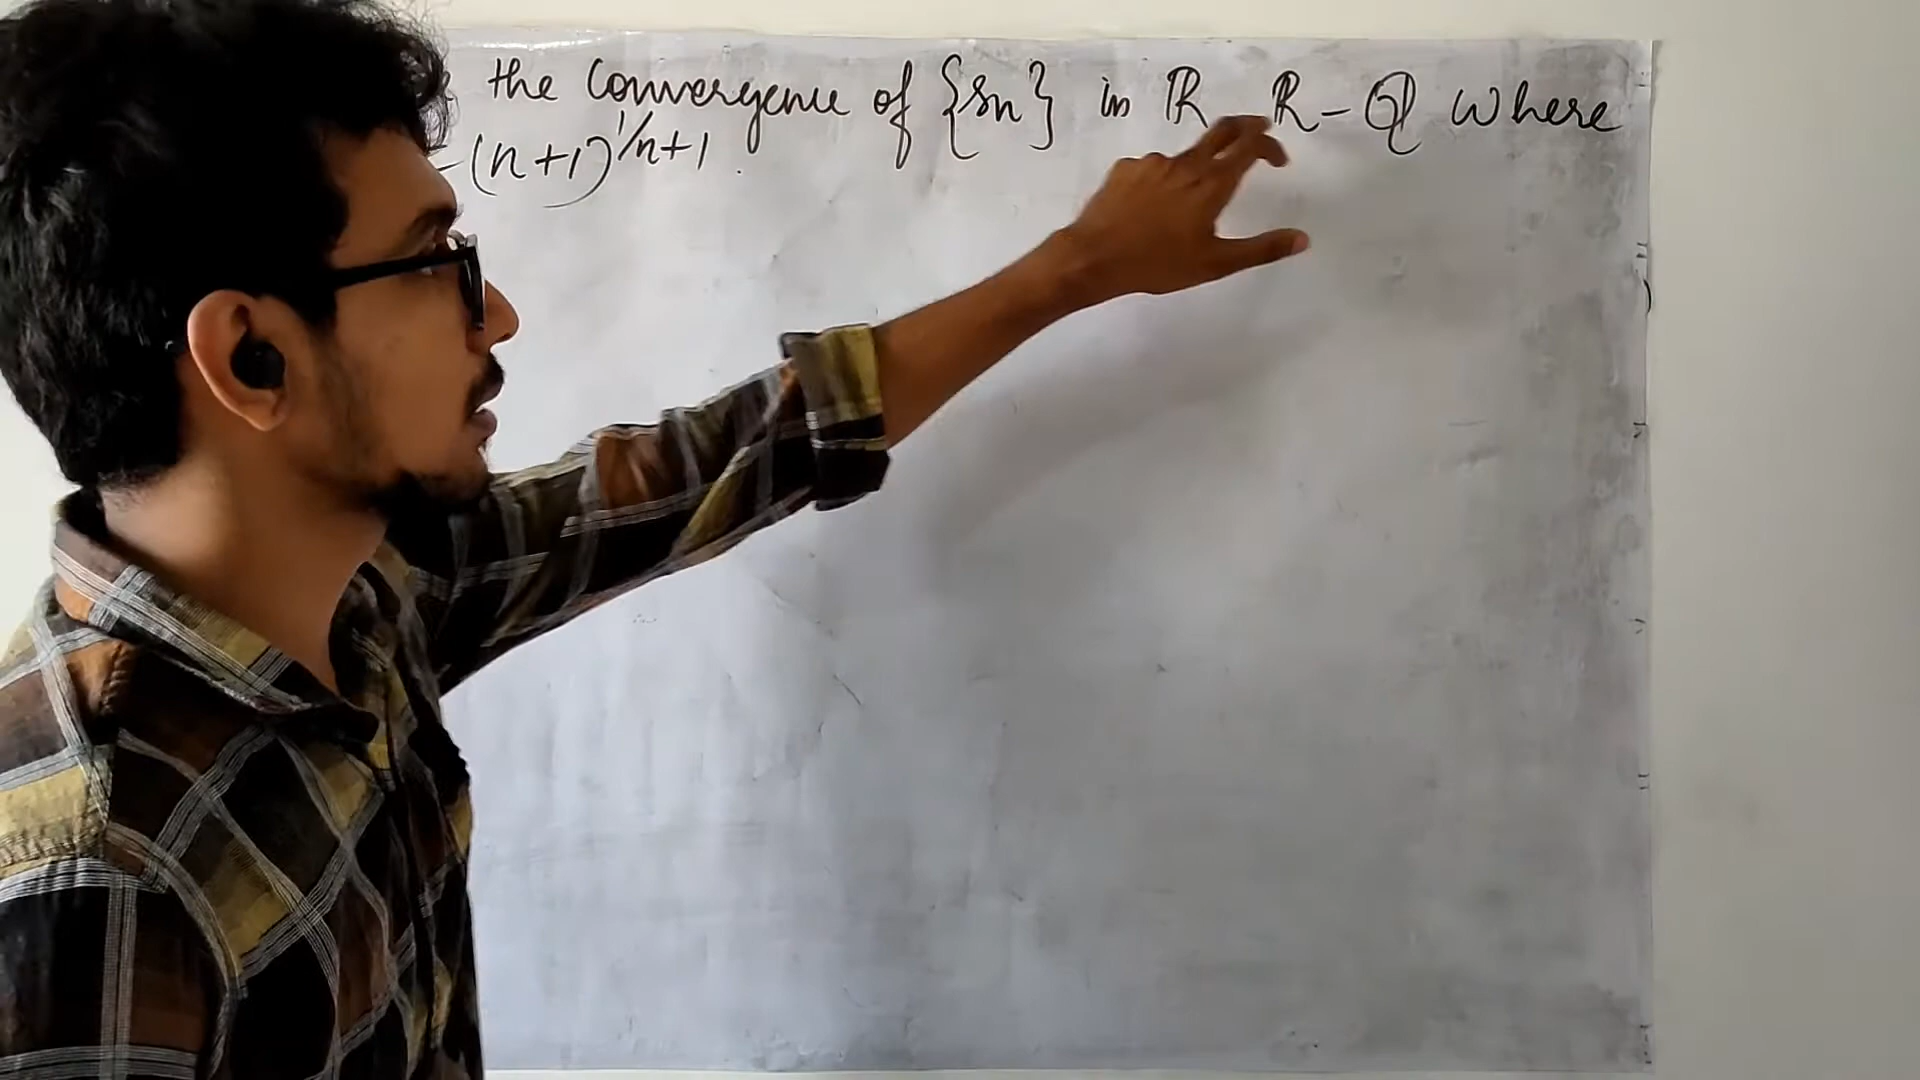 the convergence of {sn} in R R-Q where
-(n+1)^1/n+1.